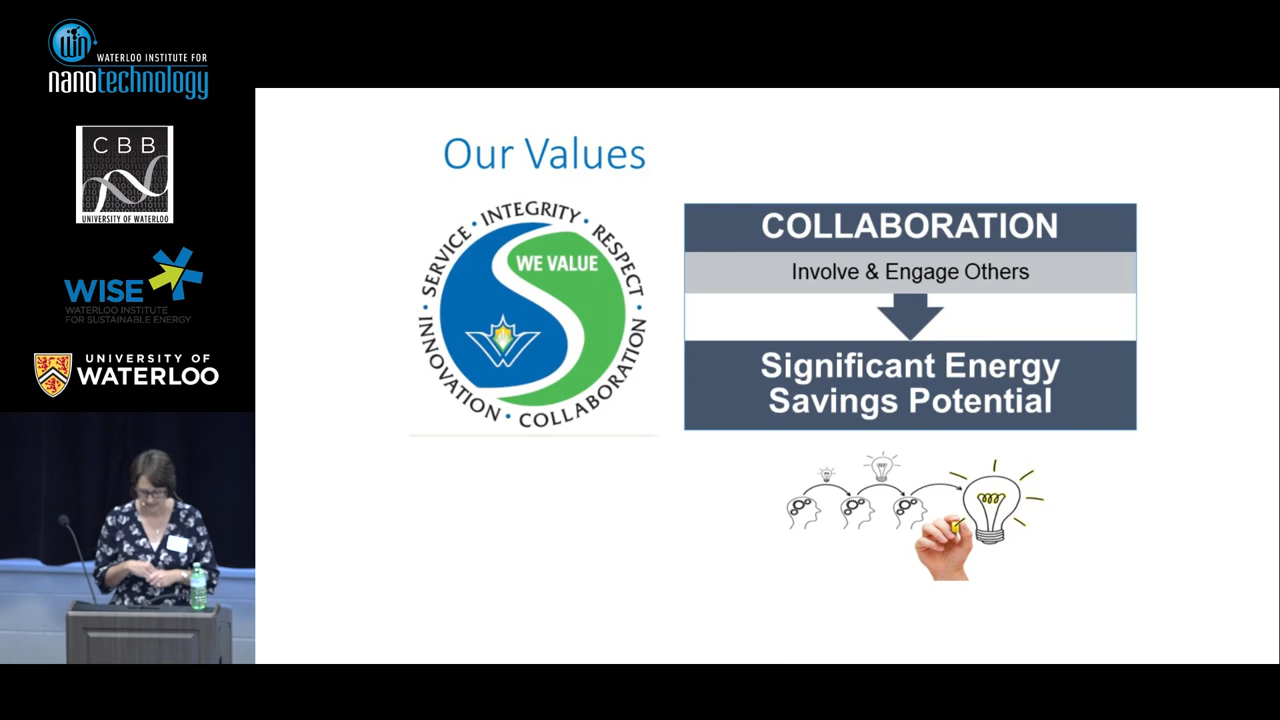 WATERLOO INSTITUTE FOR
nanotechnology
CBB
UNIVERSITY OF WATERLOO
WISE
WATERLOO INSTITUTE
FOR SUSTAINABLE ENERGY
UNIVERSITY OF
WATERLOO
Our Values
SERVICE • INTEGRITY • RESPECT • COLLABORATION • INNOVATION •
WE VALUE
COLLABORATION
Involve & Engage Others
Significant Energy
Savings Potential